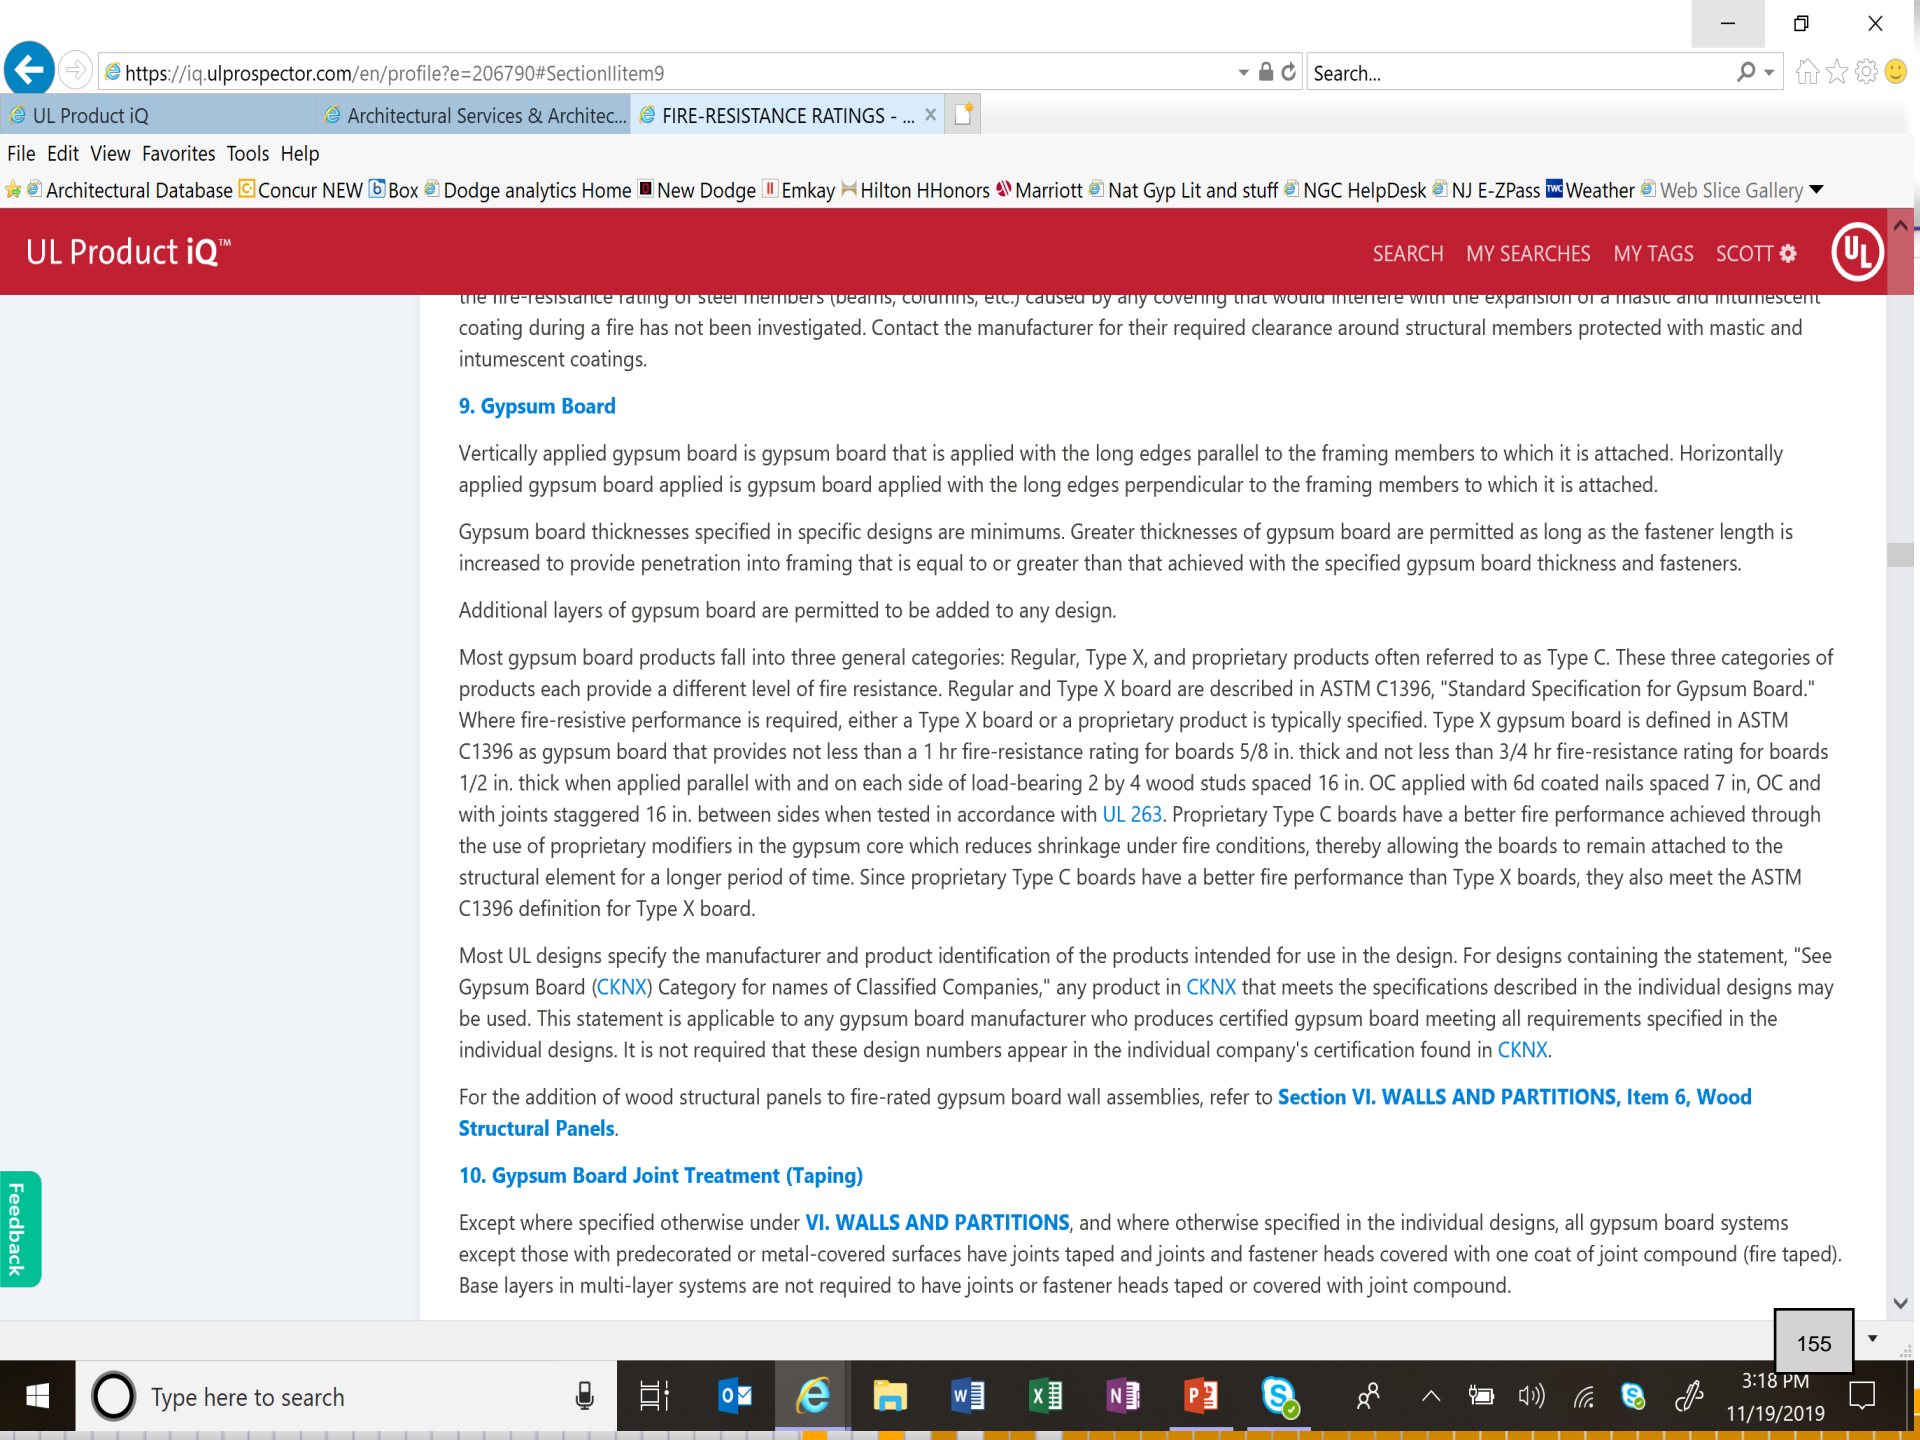 https://iq.ulprospector.com/en/profile?e=206790#SectionIIitem9
Search...
UL Product iQ
Architectural Services & Architec...
FIRE-RESISTANCE RATINGS - ...
File Edit View Favorites Tools Help
Architectural Database Concur NEW Box Dodge analytics Home New Dodge Emkay Hilton HHonors Marriott Nat Gyp Lit and stuff NGC HelpDesk NJ E-ZPass Weather Web Slice Gallery
UL Product iQ™
SEARCH MY SEARCHES MY TAGS SCOTT
UL
the fire-resistance rating of steel members (beams, columns, etc.) caused by any covering that would interfere with the expansion of a mastic and intumescent
coating during a fire has not been investigated. Contact the manufacturer for their required clearance around structural members protected with mastic and
intumescent coatings.
9. Gypsum Board
Vertically applied gypsum board is gypsum board that is applied with the long edges parallel to the framing members to which it is attached. Horizontally
applied gypsum board applied is gypsum board applied with the long edges perpendicular to the framing members to which it is attached.
Gypsum board thicknesses specified in specific designs are minimums. Greater thicknesses of gypsum board are permitted as long as the fastener length is
increased to provide penetration into framing that is equal to or greater than that achieved with the specified gypsum board thickness and fasteners.
Additional layers of gypsum board are permitted to be added to any design.
Most gypsum board products fall into three general categories: Regular, Type X, and proprietary products often referred to as Type C. These three categories of
products each provide a different level of fire resistance. Regular and Type X board are described in ASTM C1396, "Standard Specification for Gypsum Board."
Where fire-resistive performance is required, either a Type X board or a proprietary product is typically specified. Type X gypsum board is defined in ASTM
C1396 as gypsum board that provides not less than a 1 hr fire-resistance rating for boards 5/8 in. thick and not less than 3/4 hr fire-resistance rating for boards
1/2 in. thick when applied parallel with and on each side of load-bearing 2 by 4 wood studs spaced 16 in. OC applied with 6d coated nails spaced 7 in, OC and
with joints staggered 16 in. between sides when tested in accordance with UL 263. Proprietary Type C boards have a better fire performance achieved through
the use of proprietary modifiers in the gypsum core which reduces shrinkage under fire conditions, thereby allowing the boards to remain attached to the
structural element for a longer period of time. Since proprietary Type C boards have a better fire performance than Type X boards, they also meet the ASTM
C1396 definition for Type X board.
Most UL designs specify the manufacturer and product identification of the products intended for use in the design. For designs containing the statement, "See
Gypsum Board (CKNX) Category for names of Classified Companies," any product in CKNX that meets the specifications described in the individual designs may
be used. This statement is applicable to any gypsum board manufacturer who produces certified gypsum board meeting all requirements specified in the
individual designs. It is not required that these design numbers appear in the individual company's certification found in CKNX.
For the addition of wood structural panels to fire-rated gypsum board wall assemblies, refer to Section VI. WALLS AND PARTITIONS, Item 6, Wood
Structural Panels.
10. Gypsum Board Joint Treatment (Taping)
Except where specified otherwise under VI. WALLS AND PARTITIONS, and where otherwise specified in the individual designs, all gypsum board systems
except those with predecorated or metal-covered surfaces have joints taped and joints and fastener heads covered with one coat of joint compound (fire taped).
Base layers in multi-layer systems are not required to have joints or fastener heads taped or covered with joint compound.
Feedback
155
Type here to search
3:18 PM
11/19/2019